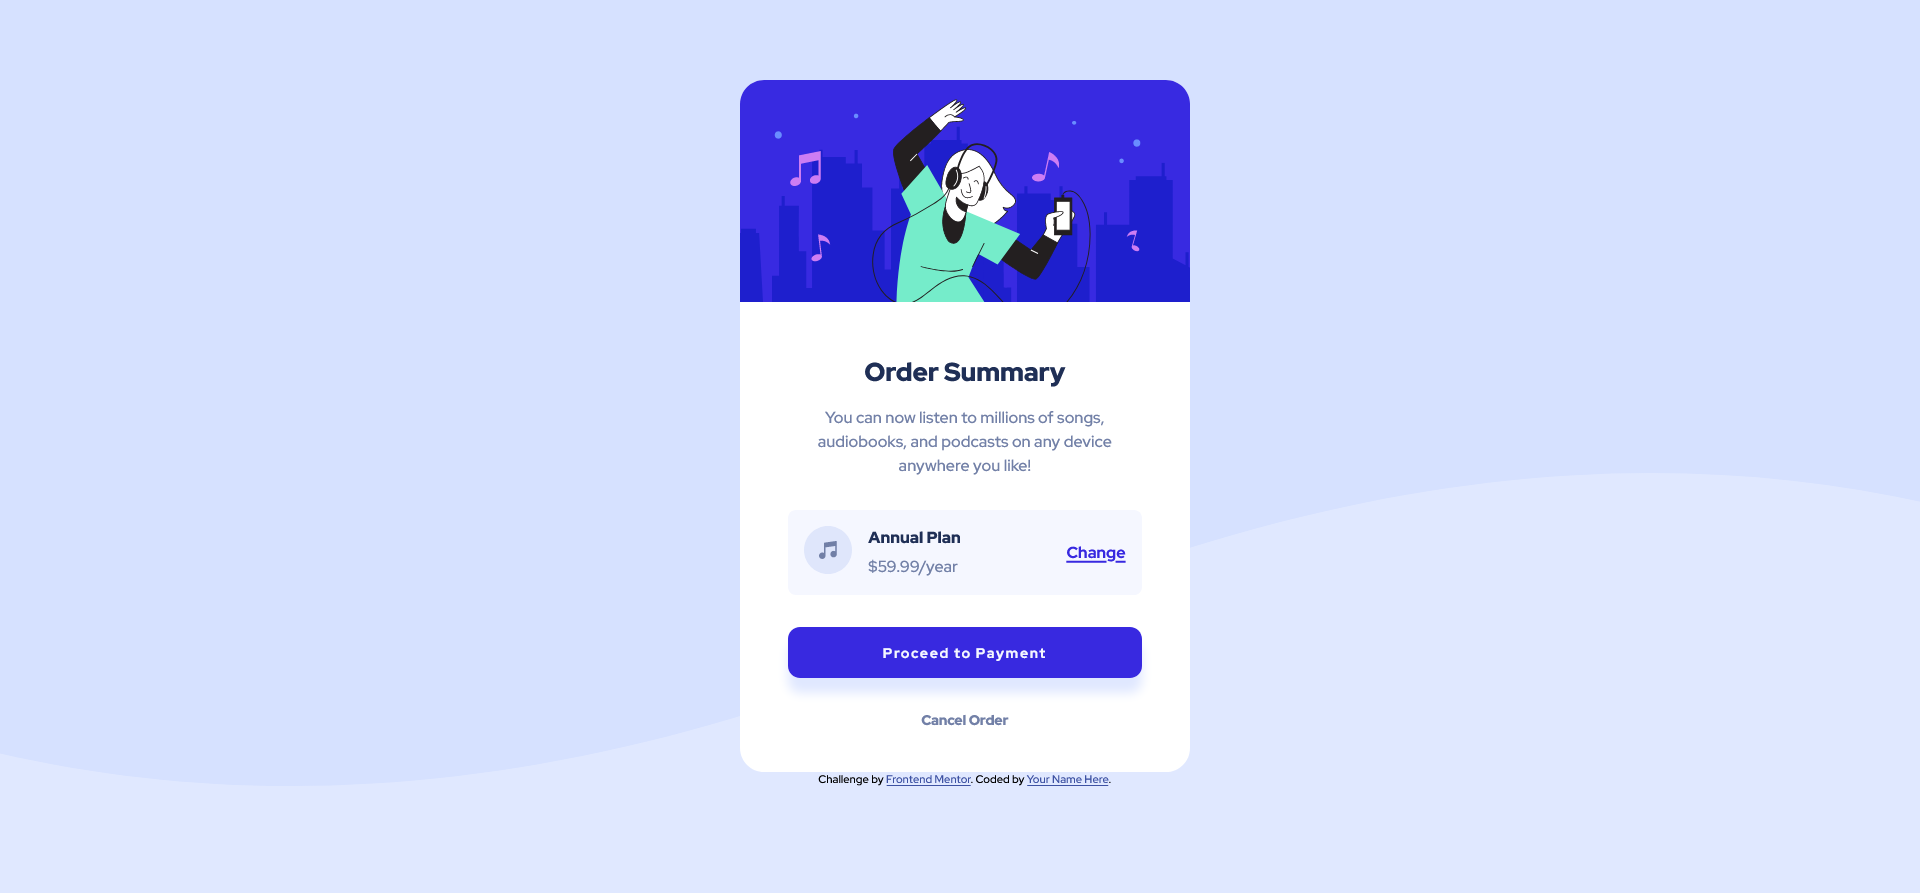 Order Summary
You can now listen to millions of songs,
audiobooks, and podcasts on any device
anywhere you like!
Annual Plan
$59.99/year
Change
Proceed to Payment
Cancel Order
Challenge by Frontend Mentor. Coded by Your Name Here.